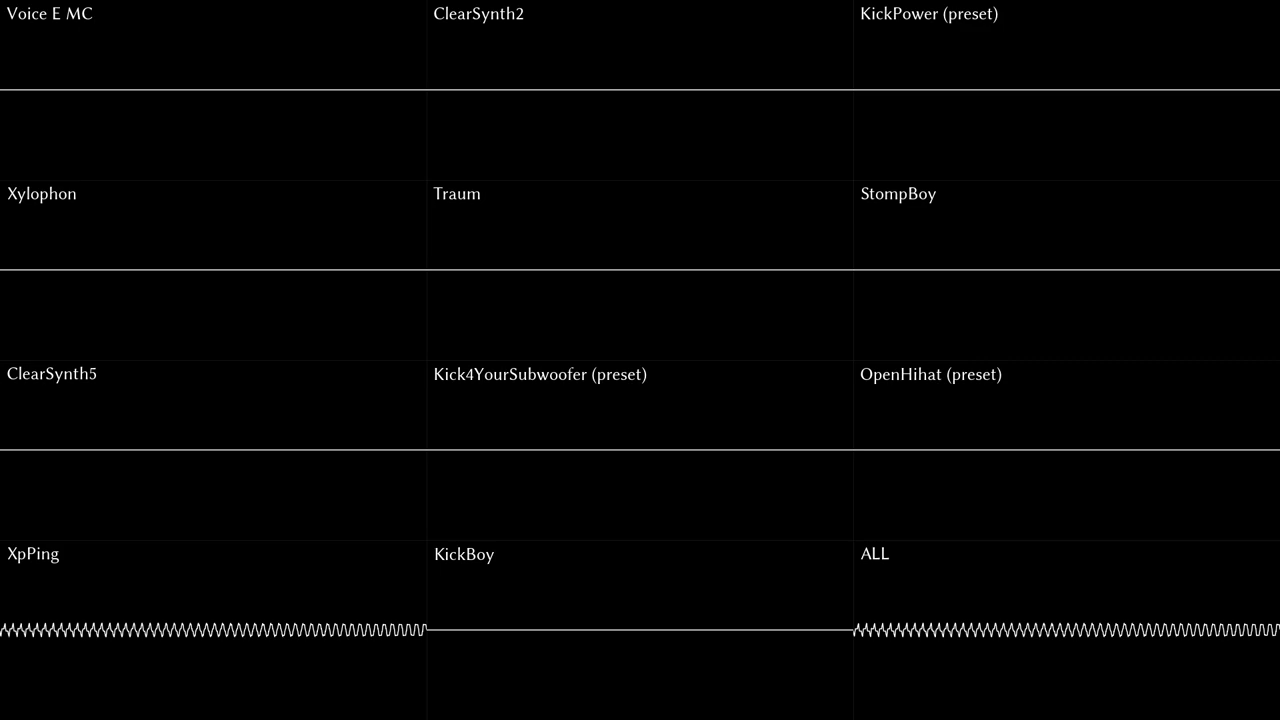 Voice E MC
ClearSynth2
KickPower (preset)
Xylophon
Traum
StompBoy
ClearSynth5
Kick4YourSubwoofer (preset)
OpenHihat (preset)
XpPing
KickBoy
ALL